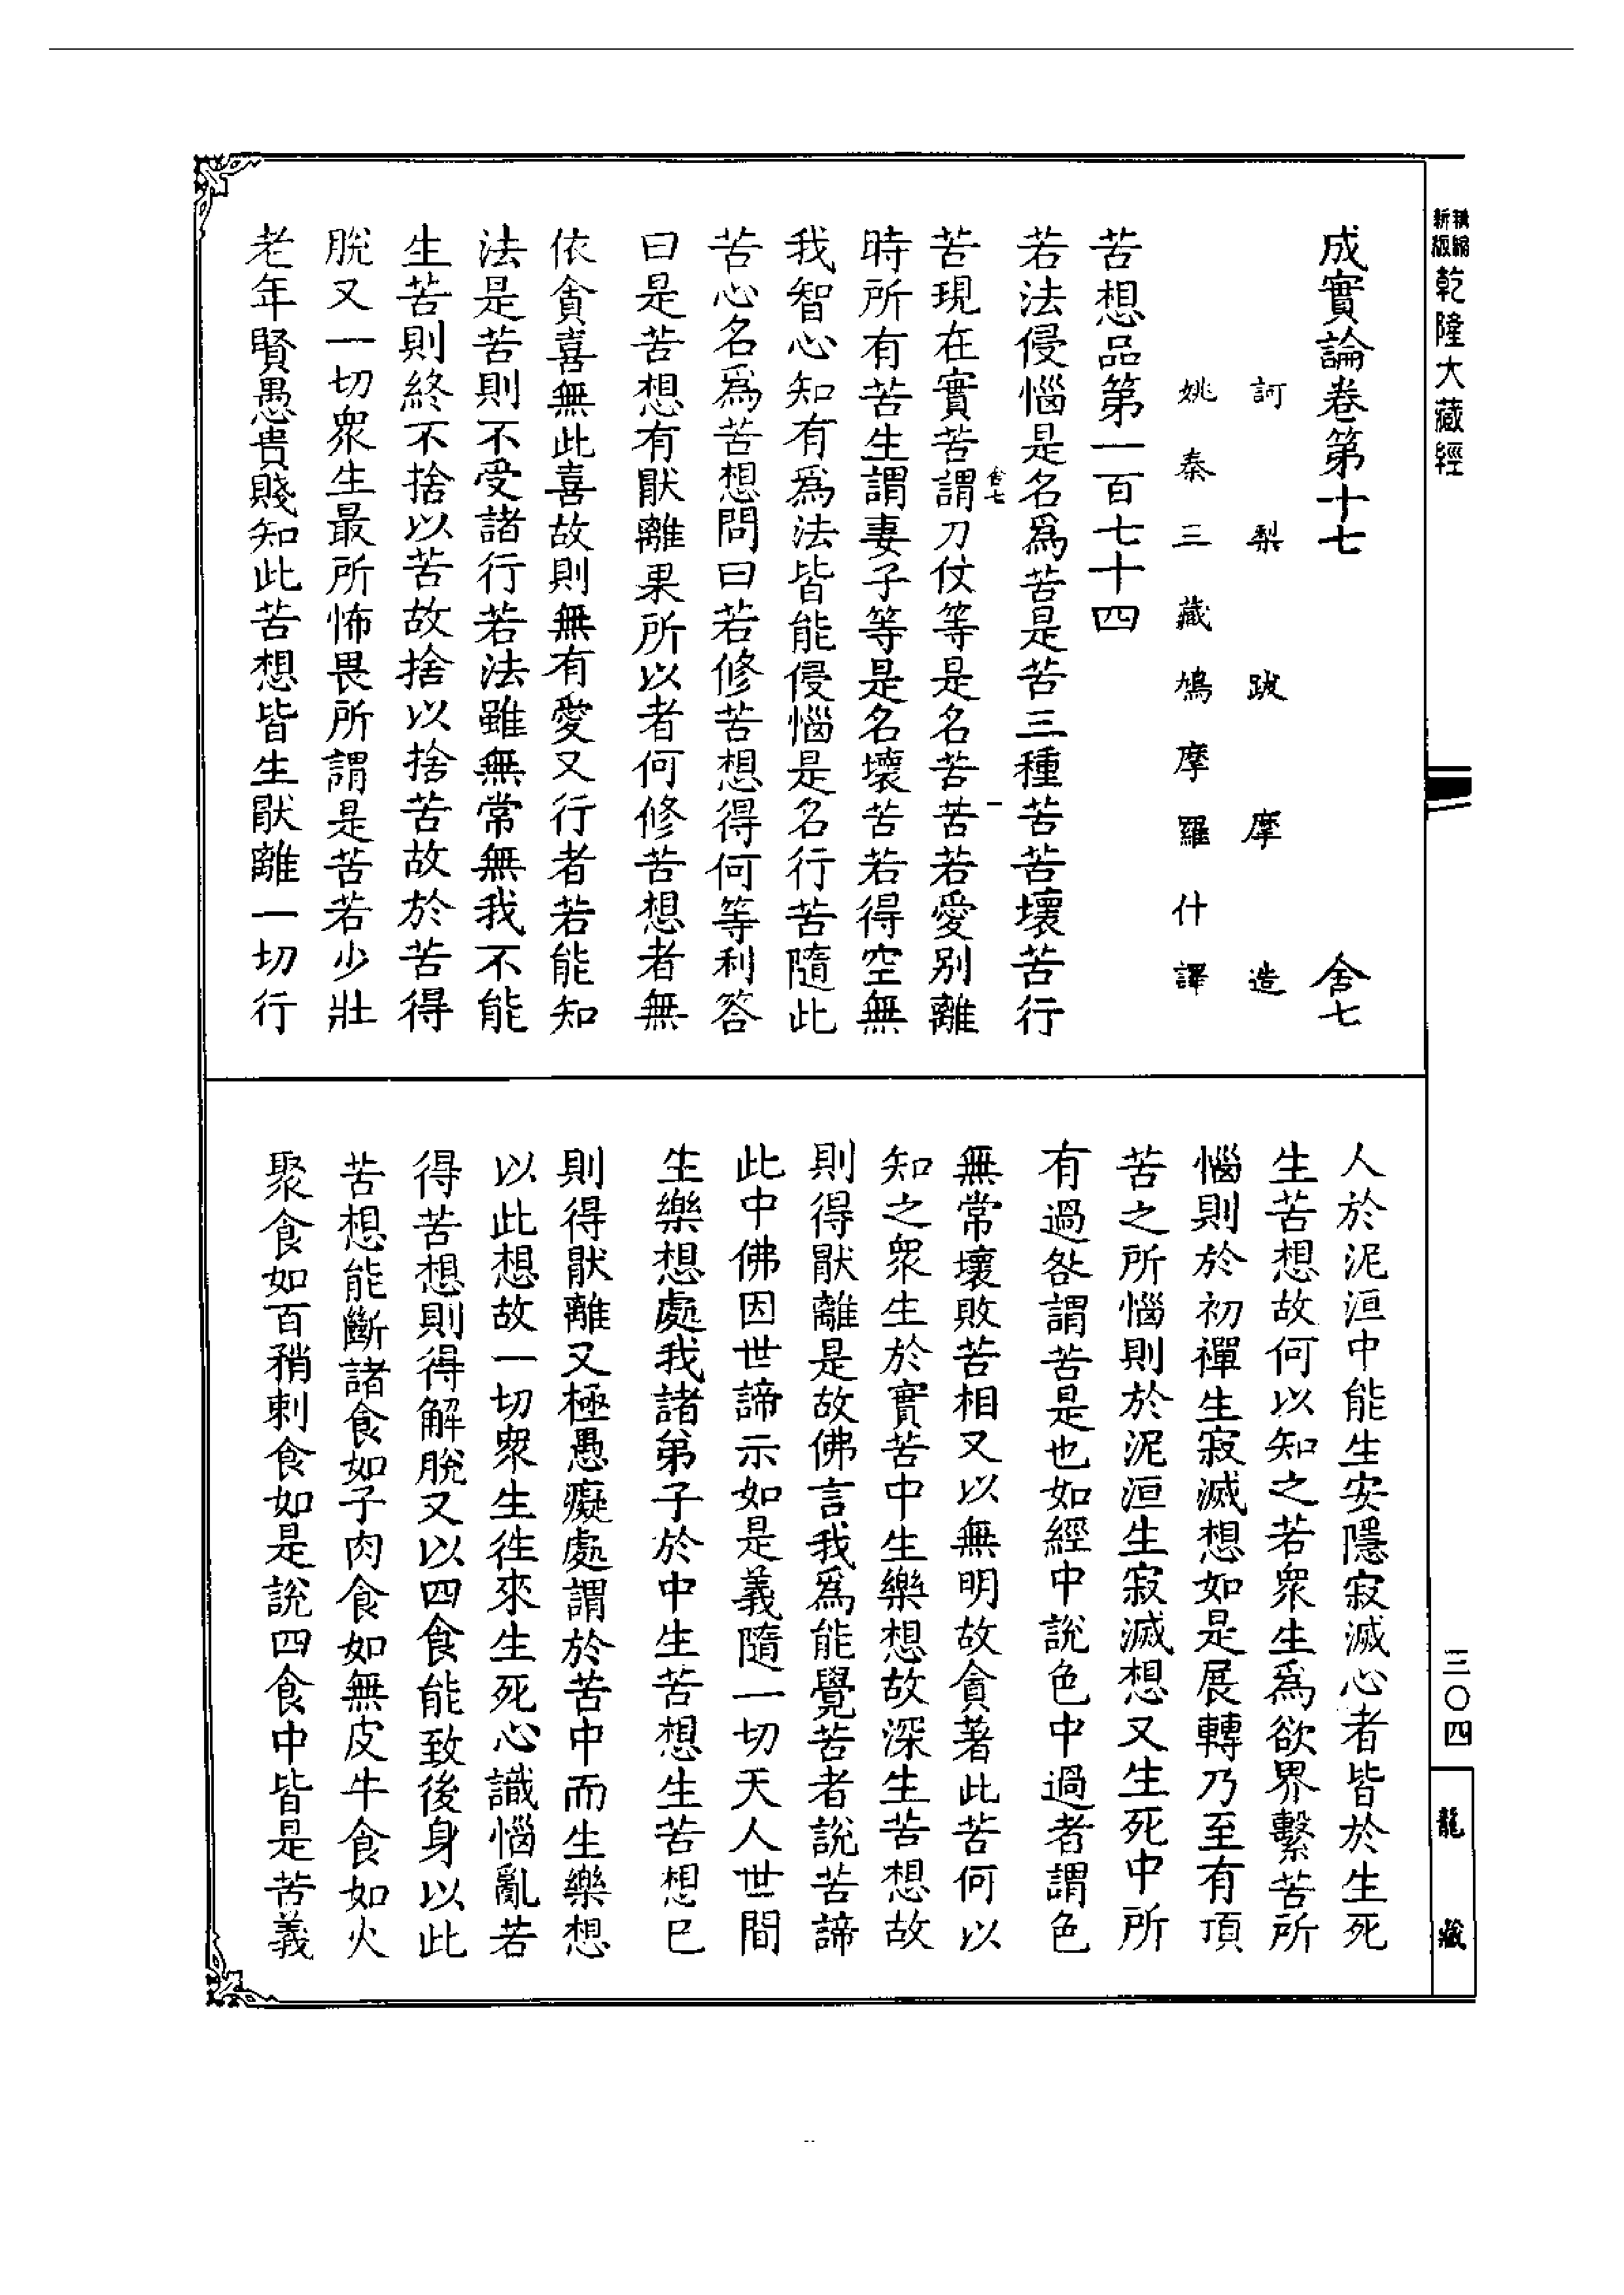 精縮新版乾隆大藏經
成實論卷第十七　舍七
訶梨跋摩造
姚秦三藏鳩摩羅什譯
苦想品第一百七十四
若法侵惱是名爲苦是苦三種苦苦壞苦行
舍七　一
苦現在實苦謂刀仗等是名苦苦若愛別離
時所有苦生謂妻子等是名壞苦若得空無
我智心知有爲法皆能侵惱是名行苦隨此
苦心名爲苦想問曰若修苦想得何等利答
曰是苦想有猒離果所以者何修苦想者無
依貪喜無此喜故則無有愛又行者若能知
法是苦則不受諸行若法雖無常無我不能
生苦則終不捨以苦故捨以捨苦故於苦得
脫又一切衆生最所怖畏所謂是苦若少壯
老年賢愚貴賤知此苦想皆生猒離一切行
人於泥洹中能生安隱寂滅心者皆於生死
生苦想故何以知之若衆生爲欲界繫苦所
惱則於初禪生寂滅想如是展轉乃至有頂
苦之所惱則於泥洹生寂滅想又生死中所
有過咎謂苦是也如經中說色中過者謂色
無常壞敗苦相又以無明故貪著此苦何以
知之衆生於實苦中生樂想故深生苦想故
則得猒離是故佛言我爲能覺苦者說苦諦
此中佛因世諦示如是義隨一切天人世間
生樂想處我諸弟子於中生苦想生苦想已
則得猒離又極愚癡處謂於苦中而生樂想
以此想故一切衆生徃來生死心識惱亂若
得苦想則得解脫又以四食能致後身以此
苦想能斷諸食如子肉食如無皮牛食如火
聚食如百矟刺食如是說四食中皆是苦義
三〇四
龍藏